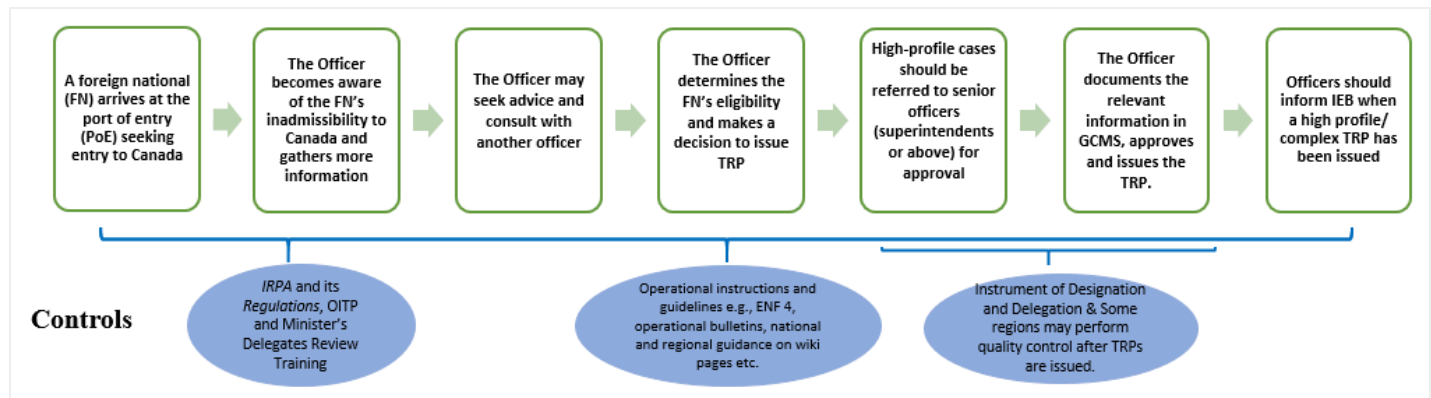 A foreign national
(FN) arrives at the
port of entry
(PoE) seeking
entry to Canada
The Officer
becomes aware
of the FN's
inadmissibility to
Canada and
gathers more
information
The Officer may
seek advice and
consult with
another officer
The Officer
determines the
FN's eligibility
and makes a
decision to issue
TRP
High-profile cases
should be
referred to senior
officers
(superintendents
or above) for
approval
The Officer
documents the
relevant
information in
GCMS, approves
and issues the
TRP.
Officers should
inform IEB when
a high profile/
complex TRP has
been issued
Controls
IRPA and its
Regulations, OITP
and Minister's
Delegates Review
Training
Operational instructions and
guidelines e.g., ENF 4,
operational bulletins, national
and regional guidance on wiki
pages etc.
Instrument of Designation
and Delegation & Some
regions may perform
quality control after TRPs
are issued.